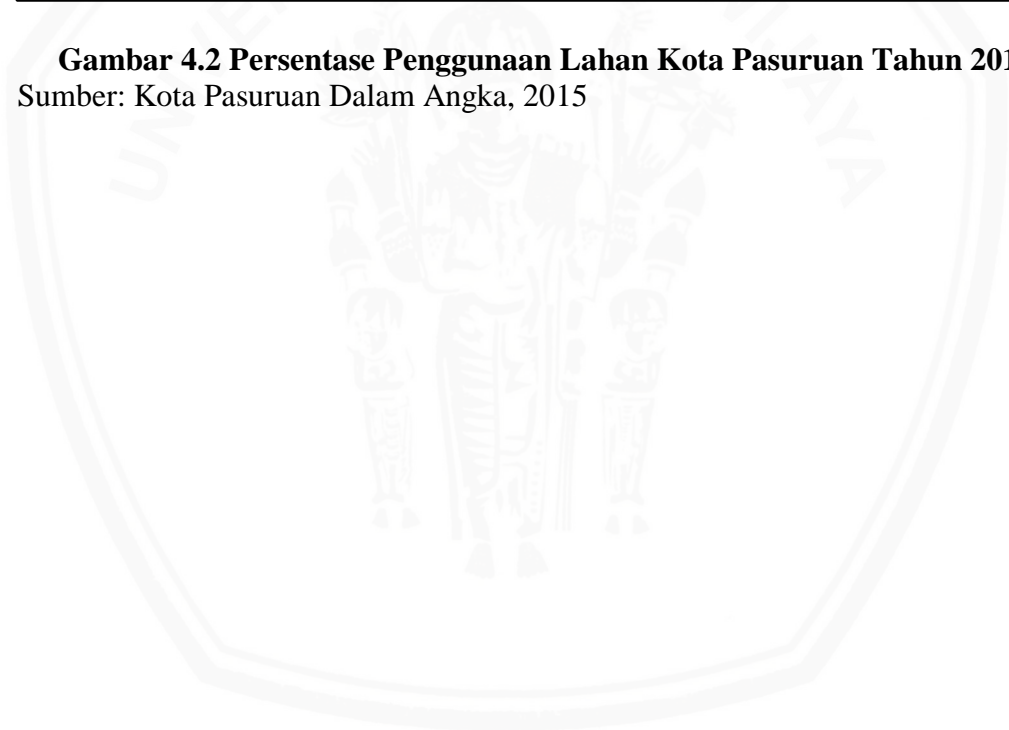 Gambar 4.2 Persentase Penggunaan Lahan Kota Pasuruan Tahun 201
Sumber: Kota Pasuruan Dalam Angka, 2015